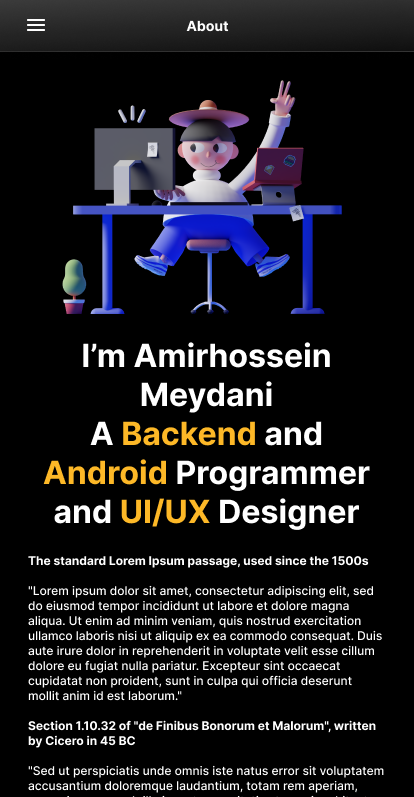 About
I’m Amirhossein
Meydani
A Backend and
Android Programmer
and UI/UX Designer
The standard Lorem Ipsum passage, used since the 1500s
"Lorem ipsum dolor sit amet, consectetur adipiscing elit, sed
do eiusmod tempor incididunt ut labore et dolore magna
aliqua. Ut enim ad minim veniam, quis nostrud exercitation
ullamco laboris nisi ut aliquip ex ea commodo consequat. Duis
aute irure dolor in reprehenderit in voluptate velit esse cillum
dolore eu fugiat nulla pariatur. Excepteur sint occaecat
cupidatat non proident, sunt in culpa qui officia deserunt
mollit anim id est laborum."
Section 1.10.32 of "de Finibus Bonorum et Malorum", written
by Cicero in 45 BC
"Sed ut perspiciatis unde omnis iste natus error sit voluptatem
accusantium doloremque laudantium, totam rem aperiam,